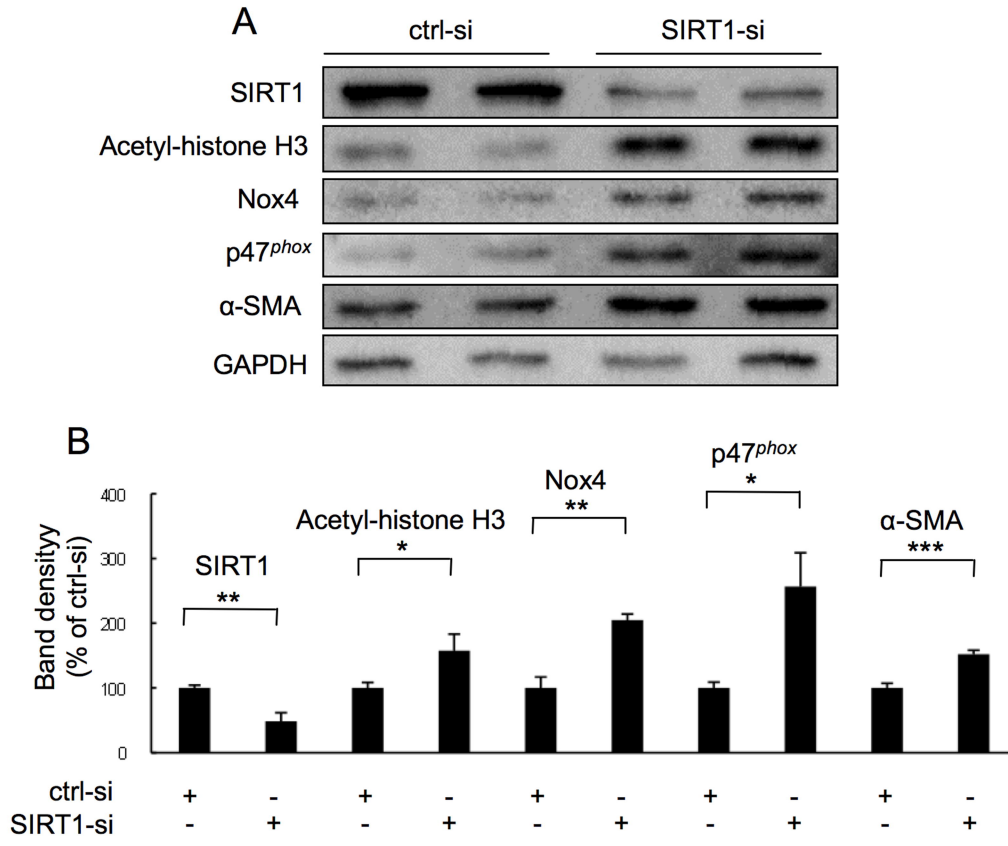 A
ctrl-si SIRT1-si
SIRT1
Acetyl-histone H3
Nox4
p47phox
α-SMA
GAPDH
B
p47phox
*
Nox4
**
Acetyl-histone H3
*
α-SMA
***
SIRT1
**
Band densityy
(% of ctrl-si)
400
300
200
100
0
ctrl-si + - + - + - + - + -
SIRT1-si - + - + - + - + - +